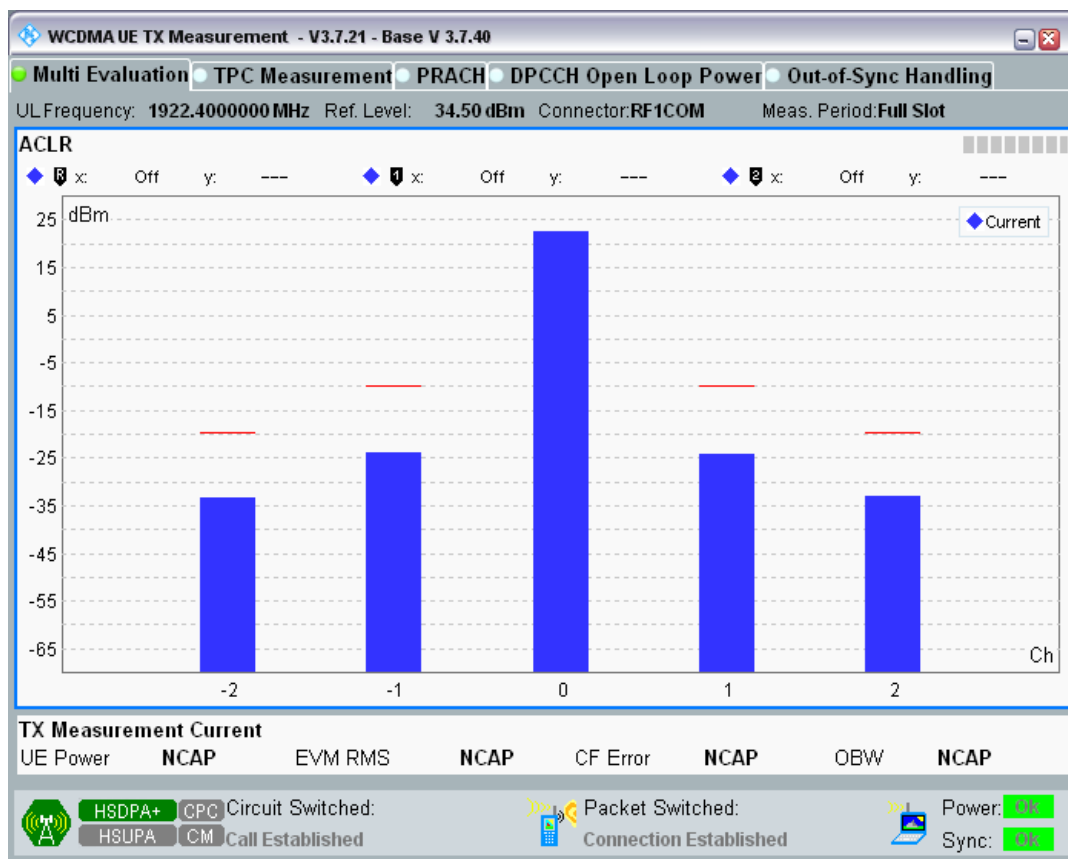 WCDMA UE TX Measurement - V3.7.21 - Base V 3.7.40
Multi Evaluation TPC Measurement PRACH DPCCH Open Loop Power Out-of-Sync Handling
UL Frequency: 1922.4000000 MHz Ref. Level: 34.50 dBm Connector:RF1COM Meas. Period:Full Slot
ACLR
R x: Off y: --- 1 x: Off y: --- 2 x: Off y: ---
dBm
Current
25
15
5
-5
-15
-25
-35
-45
-55
-65
Ch
-2 -1 0 1 2
TX Measurement Current
UE Power NCAP EVM RMS NCAP CF Error NCAP OBW NCAP
HSDPA+ CPC Circuit Switched: Packet Switched: Power: Ok
HSUPA CM Call Established Connection Established Sync: Ok